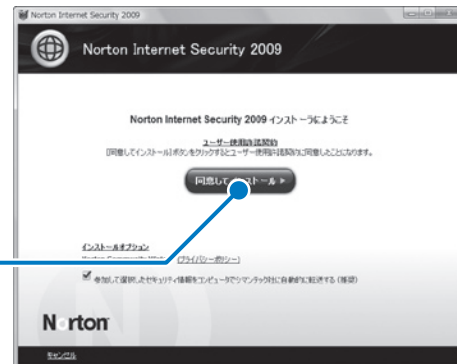 Norton Internet Security 2009
Norton Internet Security 2009
Norton Internet Security 2009 インストーラにようこそ
ユーザー使用許諾契約
[同意してインストール]ボタンをクリックするとユーザー使用許諾契約に同意したことになります。
同意して ストール
インストールオプション
Norton Community Watch (プライバシーポリシー)
参加して選択したセキュリティ情報をコンピュータでシマンテック社に自動的に転送する (推奨)
N rton
キャンセル